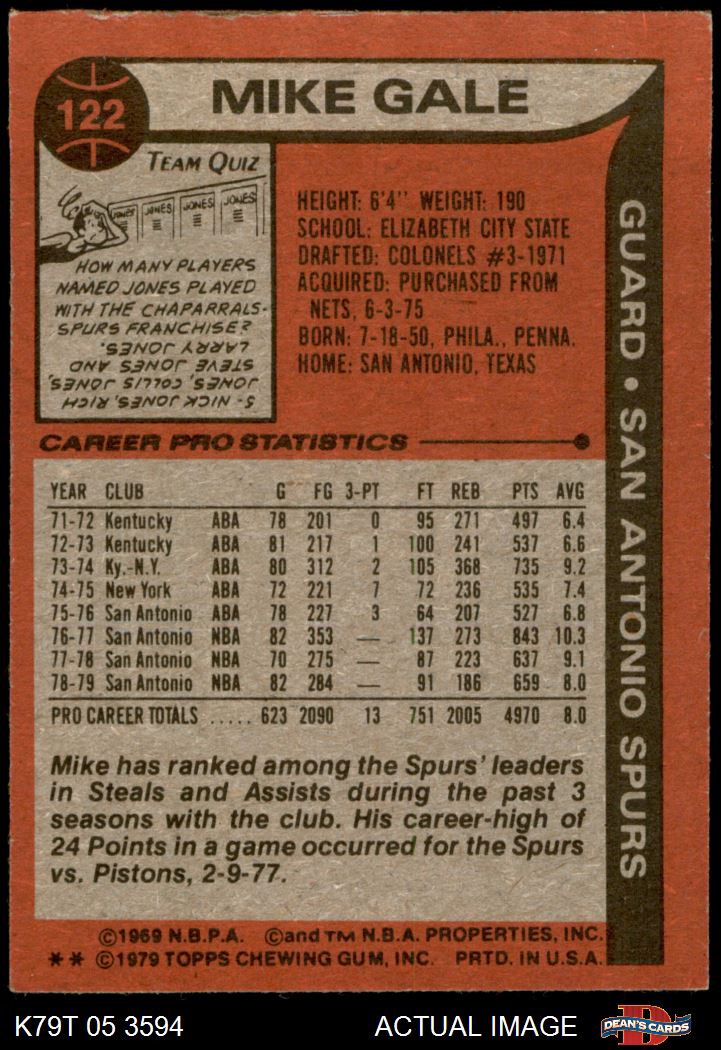 122
MIKE GALE
TEAM QUIZ
JONES JONES JONES JONES
HOW MANY PLAYERS
NAMED JONES PLAYED
WITH THE CHAPARRALS-
SPURS FRANCHISE?
5- NICK JONES, RICH
JONES, COLLIS JONES,
STEVE JONES AND
LARRY JONES.
HEIGHT: 6'4" WEIGHT: 190
SCHOOL: ELIZABETH CITY STATE
DRAFTED: COLONELS #3-1971
ACQUIRED: PURCHASED FROM
NETS, 6-3-75
BORN: 7-18-50, PHILA., PENNA.
HOME: SAN ANTONIO, TEXAS
GUARD • SAN ANTONIO SPURS
CAREER PRO STATISTICS
YEAR CLUB G FG 3-PT FT REB PTS AVG
71-72 Kentucky ABA 78 201 0 95 271 497 6.4
72-73 Kentucky ABA 81 217 1 100 241 537 6.6
73-74 Ky.-N.Y. ABA 80 312 2 105 368 735 9.2
74-75 New York ABA 72 221 7 72 236 535 7.4
75-76 San Antonio ABA 78 227 3 64 207 527 6.8
76-77 San Antonio NBA 82 353 — 137 273 843 10.3
77-78 San Antonio NBA 70 275 — 87 223 637 9.1
78-79 San Antonio NBA 82 284 — 91 186 659 8.0
PRO CAREER TOTALS ..... 623 2090 13 751 2005 4970 8.0
Mike has ranked among the Spurs' leaders
in Steals and Assists during the past 3
seasons with the club. His career-high of
24 Points in a game occurred for the Spurs
vs. Pistons, 2-9-77.
©1969 N.B.P.A. ©and TM N.B.A. PROPERTIES, INC.
** ©1979 TOPPS CHEWING GUM, INC. PRTD. IN U.S.A.
K79T 05 3594
ACTUAL IMAGE
D
DEAN'S CARDS